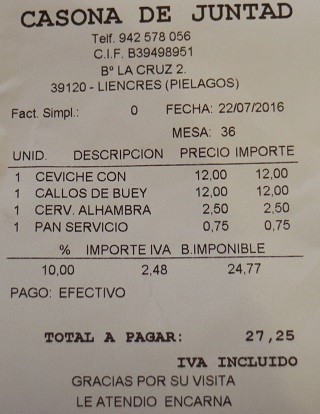 CASONA DE JUNTAD
Telf. 942 578 056
C.I.F. B39498951
Bº LA CRUZ 2.
39120 - LIENCRES (PIELAGOS)
Fact. Simpl.: 0 FECHA: 22/07/2016
MESA: 36
UNID. DESCRIPCION PRECIO IMPORTE
1 CEVICHE CON 12,00 12,00
1 CALLOS DE BUEY 12,00 12,00
1 CERV. ALHAMBRA 2,50 2,50
1 PAN SERVICIO 0,75 0,75
% IMPORTE IVA B.IMPONIBLE
10,00 2,48 24,77
PAGO: EFECTIVO
TOTAL A PAGAR: 27,25
IVA INCLUIDO
GRACIAS POR SU VISITA
LE ATENDIO ENCARNA